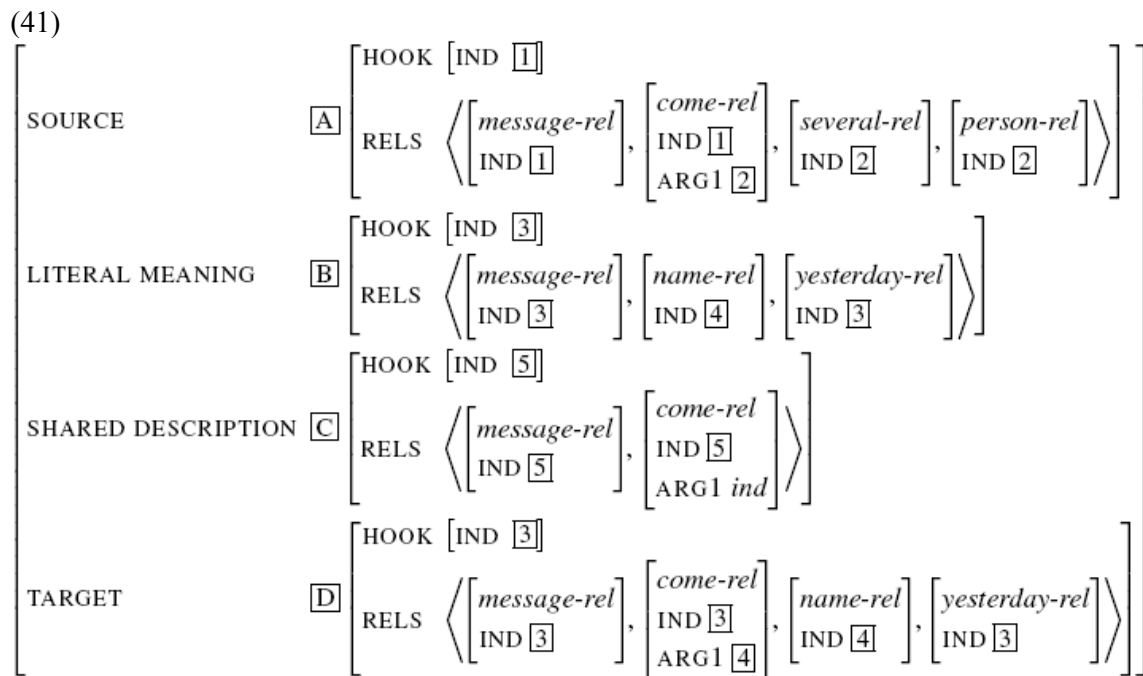 (41)
HOOK [IND 1]
SOURCE A
RELS ⟨[message-rel IND 1], [come-rel IND 1 ARG1 2], [several-rel IND 2], [person-rel IND 2]⟩
HOOK [IND 3]
LITERAL MEANING B
RELS ⟨[message-rel IND 3], [name-rel IND 4], [yesterday-rel IND 3]⟩
HOOK [IND 5]
SHARED DESCRIPTION C
RELS ⟨[message-rel IND 5], [come-rel IND 5 ARG1 ind]⟩
HOOK [IND 3]
TARGET D
RELS ⟨[message-rel IND 3], [come-rel IND 3 ARG1 4], [name-rel IND 4], [yesterday-rel IND 3]⟩